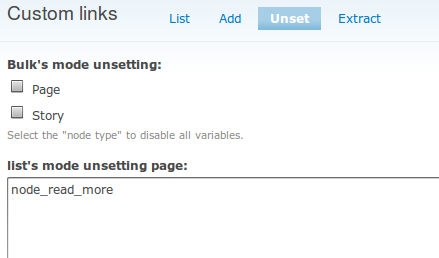 Custom links List Add Unset Extract
Bulk's mode unsetting:
Page
Story
Select the "node type" to disable all variables.
list's mode unsetting page:
node_read_more